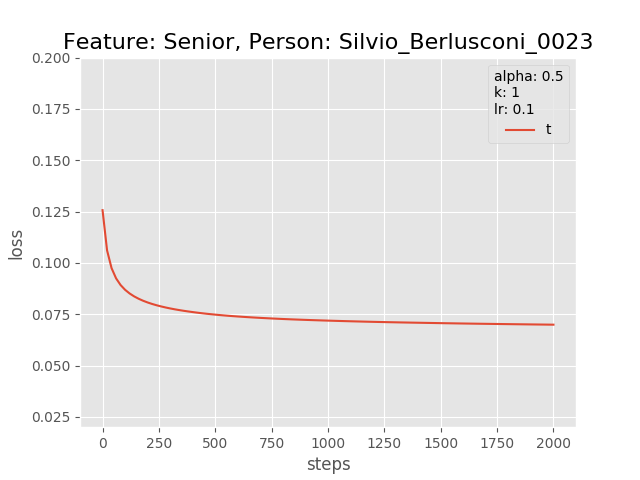 Feature: Senior, Person: Silvio_Berlusconi_0023
alpha: 0.5
k: 1
lr: 0.1
t
0.200
0.175
0.150
0.125
0.100
0.075
0.050
0.025
loss
0 250 500 750 1000 1250 1500 1750 2000
steps